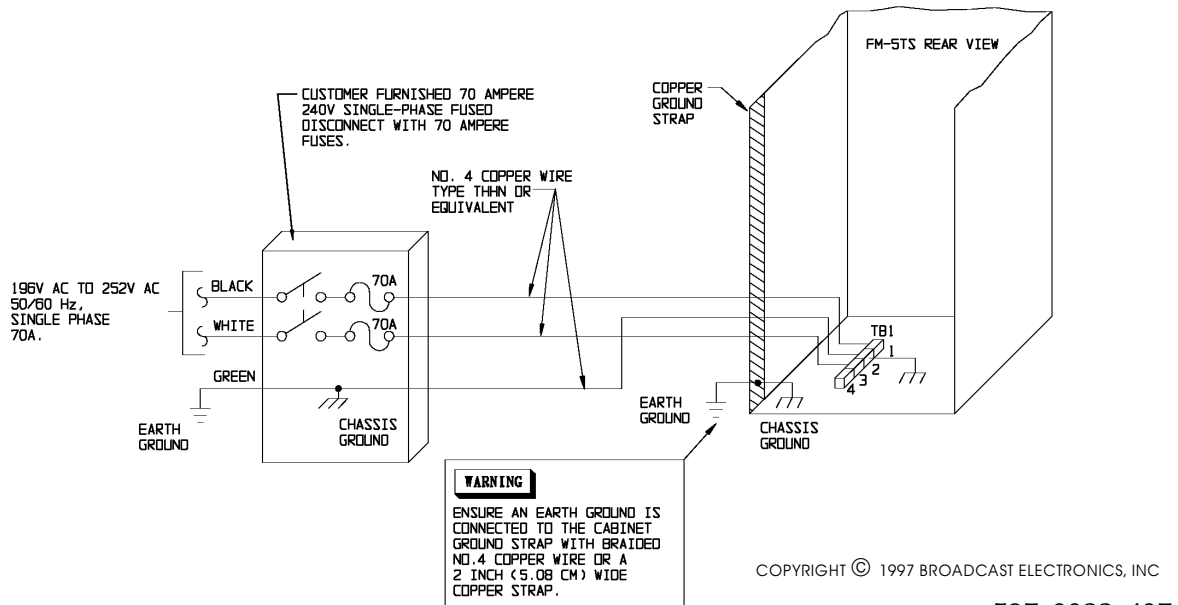 FM-5TS REAR VIEW
COPPER
GROUND
STRAP
CUSTOMER FURNISHED 70 AMPERE
240V SINGLE-PHASE FUSED
DISCONNECT WITH 70 AMPERE
FUSES.
NO. 4 COPPER WIRE
TYPE THHN OR
EQUIVALENT
196V AC TO 252V AC
50/60 Hz,
SINGLE PHASE
70A.
BLACK
70A
WHITE
70A
GREEN
EARTH
GROUND
CHASSIS
GROUND
TB1
1
2
3
4
EARTH
GROUND
CHASSIS
GROUND
WARNING
ENSURE AN EARTH GROUND IS
CONNECTED TO THE CABINET
GROUND STRAP WITH BRAIDED
NO.4 COPPER WIRE OR A
2 INCH (5.08 CM) WIDE
COPPER STRAP.
COPYRIGHT © 1997 BROADCAST ELECTRONICS, INC